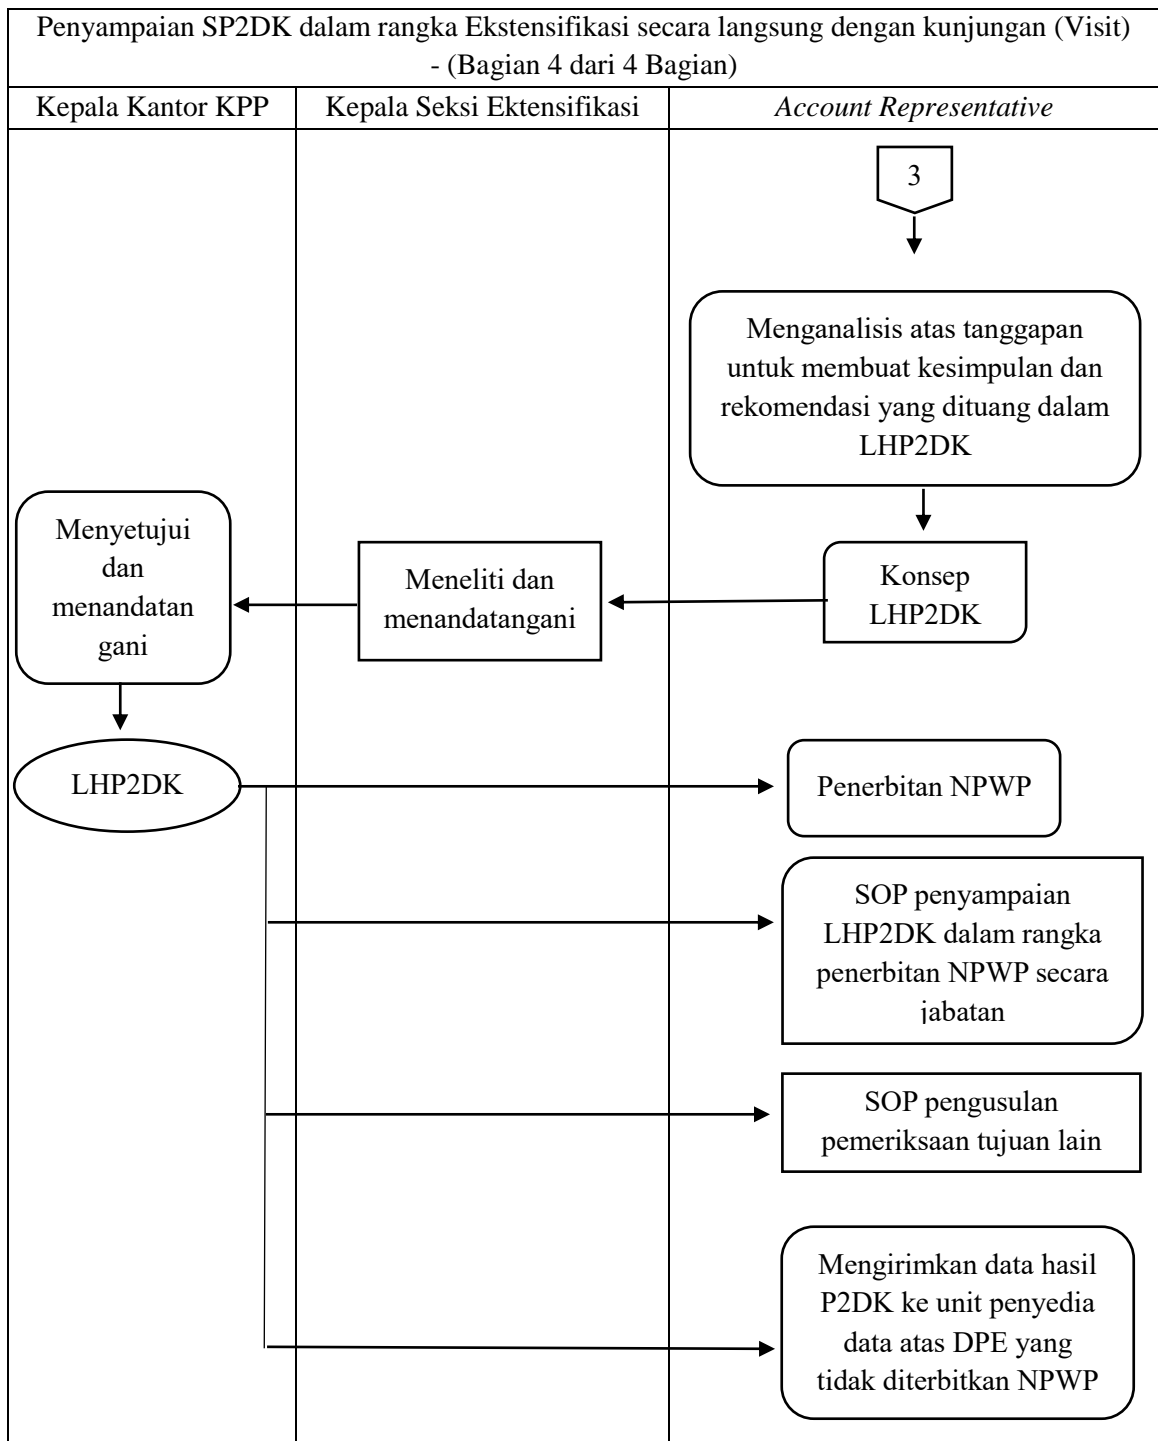 Penyampaian SP2DK dalam rangka Ekstensifikasi secara langsung dengan kunjungan (Visit)
- (Bagian 4 dari 4 Bagian)
Kepala Kantor KPP
Kepala Seksi Ektensifikasi
Account Representative
3
Menganalisis atas tanggapan
untuk membuat kesimpulan dan
rekomendasi yang dituang dalam
LHP2DK
Menyetujui
dan
menandatan
gani
Meneliti dan
menandatangani
Konsep
LHP2DK
LHP2DK
Penerbitan NPWP
SOP penyampaian
LHP2DK dalam rangka
penerbitan NPWP secara
jabatan
SOP pengusulan
pemeriksaan tujuan lain
Mengirimkan data hasil
P2DK ke unit penyedia
data atas DPE yang
tidak diterbitkan NPWP